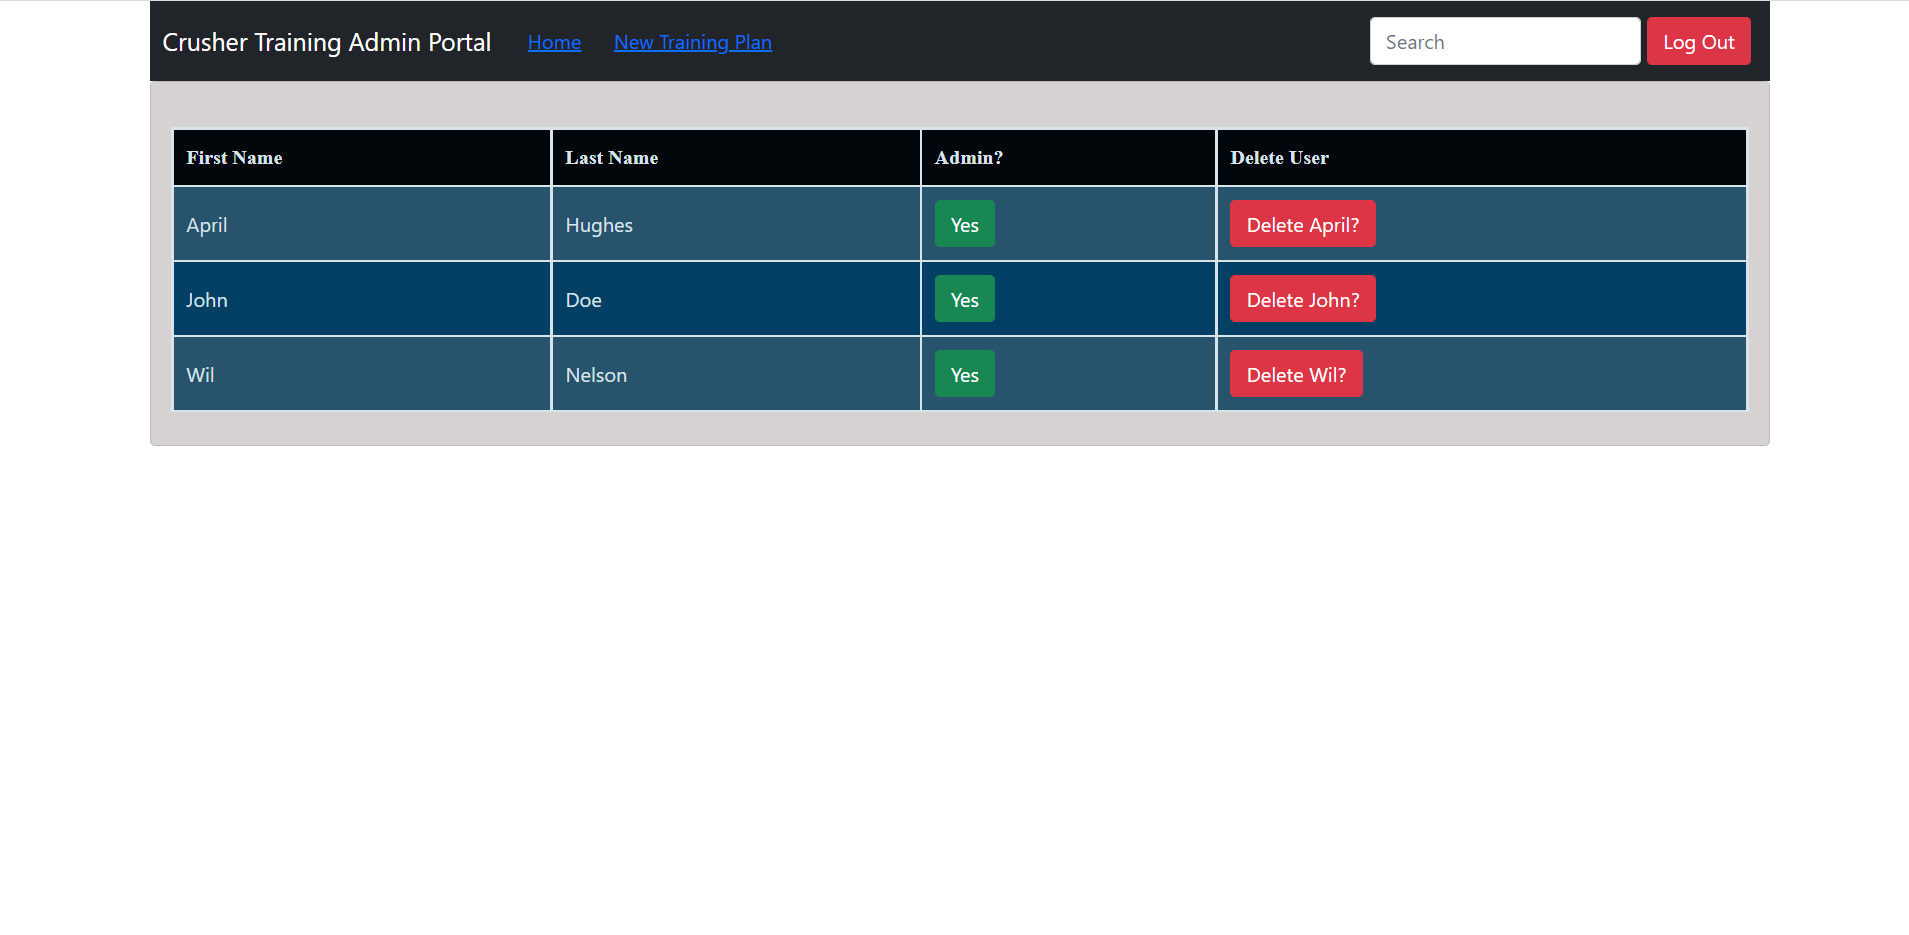 Crusher Training Admin Portal Home New Training Plan Search Log Out
First Name Last Name Admin? Delete User
April Hughes Yes Delete April?
John Doe Yes Delete John?
Wil Nelson Yes Delete Wil?